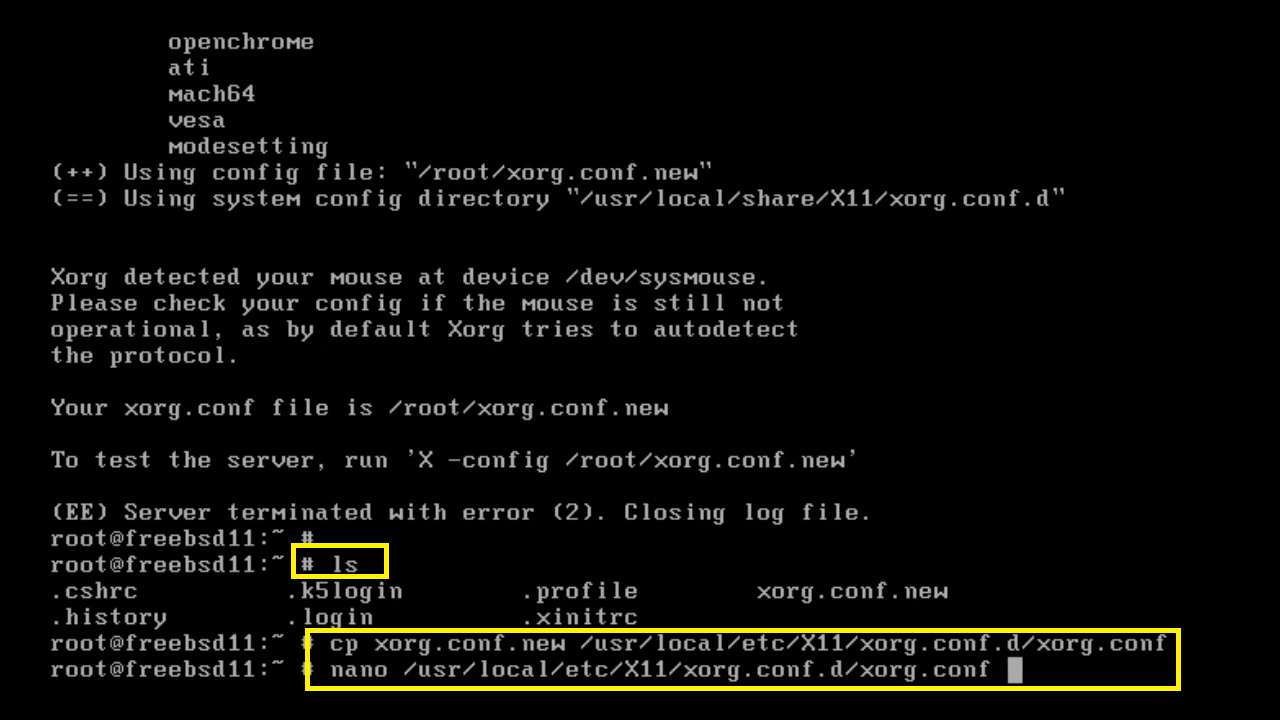 openchrome
ati
mach64
vesa
modesetting
(++) Using config file: "/root/xorg.conf.new"
(==) Using system config directory "/usr/local/share/X11/xorg.conf.d"
Xorg detected your mouse at device /dev/sysmouse.
Please check your config if the mouse is still not
operational, as by default Xorg tries to autodetect
the protocol.
Your xorg.conf file is /root/xorg.conf.new
To test the server, run 'X -config /root/xorg.conf.new'
(EE) Server terminated with error (2). Closing log file.
root@freebsd11:~ #
root@freebsd11:~ # ls
.cshrc .k5login .profile xorg.conf.new
.history .login .xinitrc
root@freebsd11:~ # cp xorg.conf.new /usr/local/etc/X11/xorg.conf.d/xorg.conf
root@freebsd11:~ # nano /usr/local/etc/X11/xorg.conf.d/xorg.conf